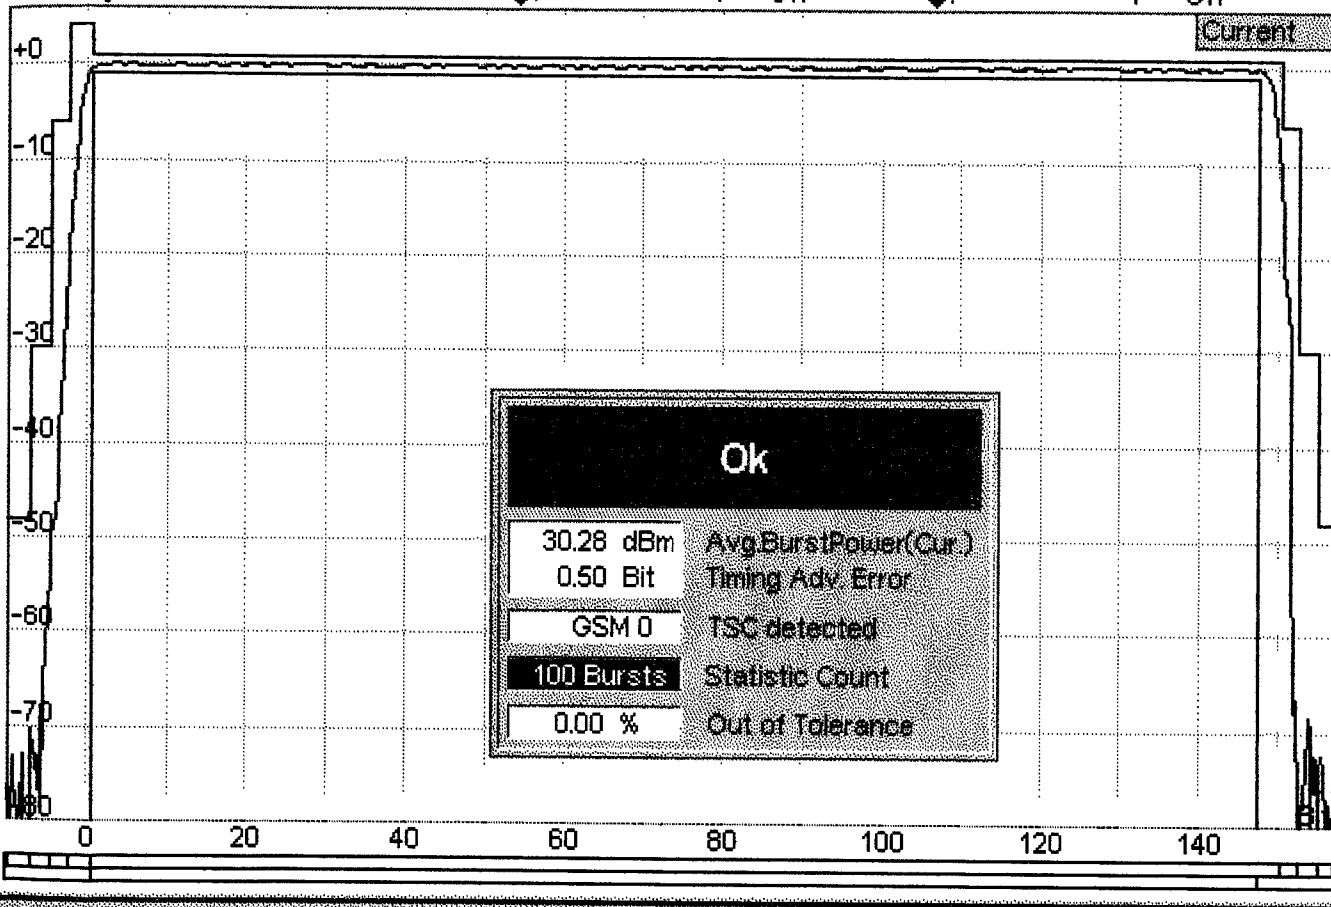 Current
+0
-10
-20
-30
-40
-50
-60
-70
-80
Ok
30.28 dBm Avg.BurstPower(Cur.)
0.50 Bit Timing Adv. Error
GSM 0 TSC detected
100 Bursts Statistic Count
0.00 % Out of Tolerance
0 20 40 60 80 100 120 140